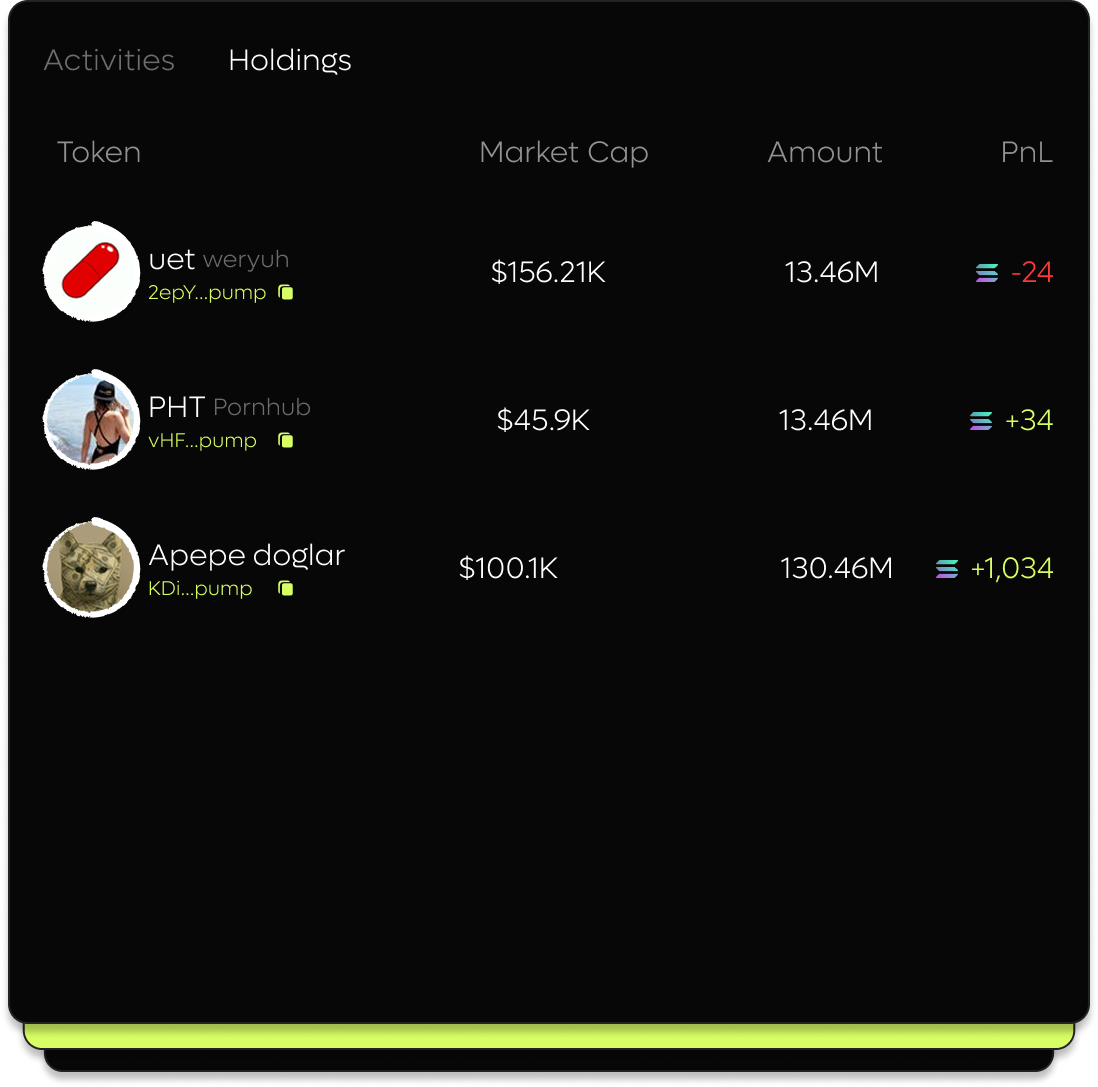 Activities Holdings
Token Market Cap Amount PnL
uet weryuh $156.21K 13.46M -24
2epY...pump
PHT Pornhub $45.9K 13.46M +34
vHF...pump
Apepe doglar $100.1K 130.46M +1,034
KDi...pump